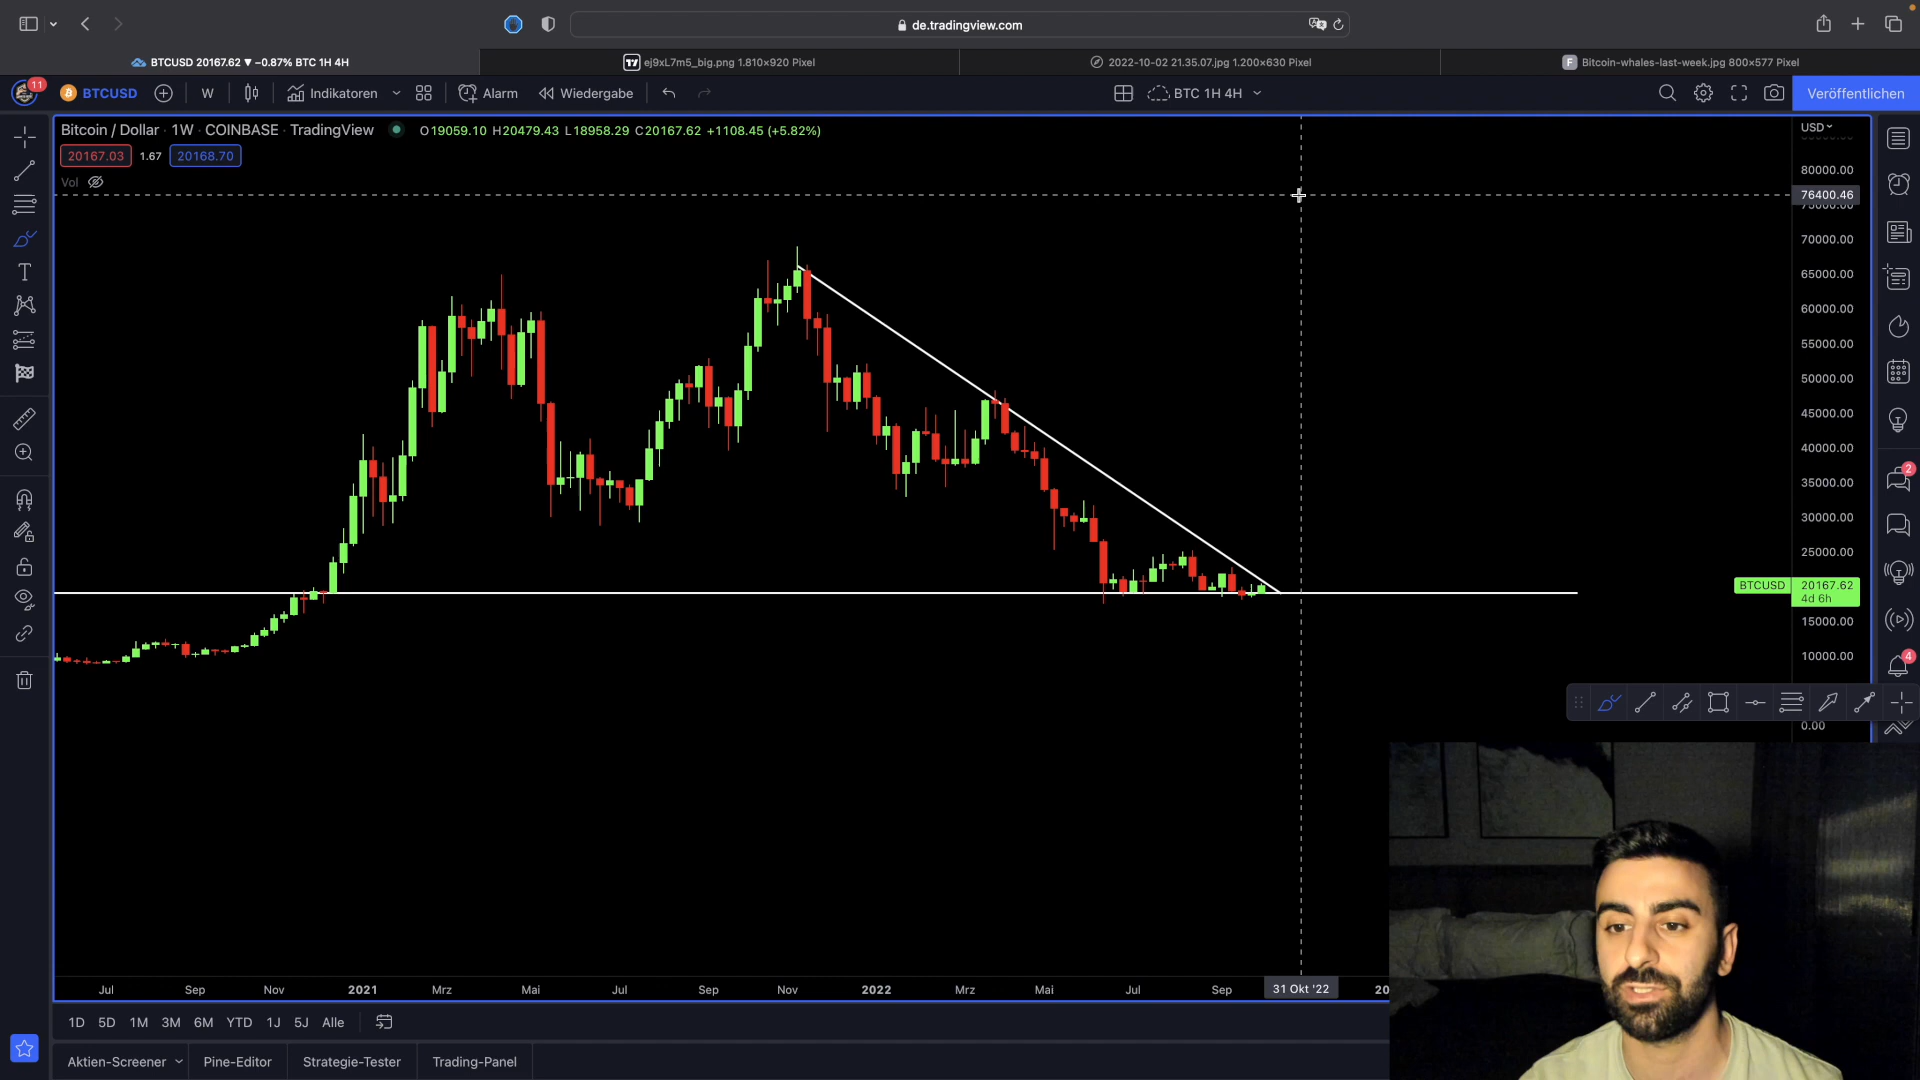 de.tradingview.com
BTCUSD 20167.62 ▼ −0.87% BTC 1H 4H
ej9xL7m5_big.png 1.810×920 Pixel
2022-10-02 21.35.07.jpg 1.200×630 Pixel
F Bitcoin-whales-last-week.jpg 800×577 Pixel
11 BTCUSD W Indikatoren Alarm Wiedergabe BTC 1H 4H Veröffentlichen
Bitcoin / Dollar · 1W · COINBASE · TradingView O19059.10 H20479.43 L18958.29 C20167.62 +1108.45 (+5.82%)
USD
20167.03 1.67 20168.70
Vol
80000.00
76400.46
75000.00
70000.00
65000.00
60000.00
55000.00
50000.00
45000.00
40000.00
35000.00
30000.00
25000.00
BTCUSD 20167.62
4d 6h
15000.00
10000.00
0.00
2
4
Jul Sep Nov 2021 Mrz Mai Jul Sep Nov 2022 Mrz Mai Jul Sep 31 Okt '22 20
1D 5D 1M 3M 6M YTD 1J 5J Alle
Aktien-Screener Pine-Editor Strategie-Tester Trading-Panel